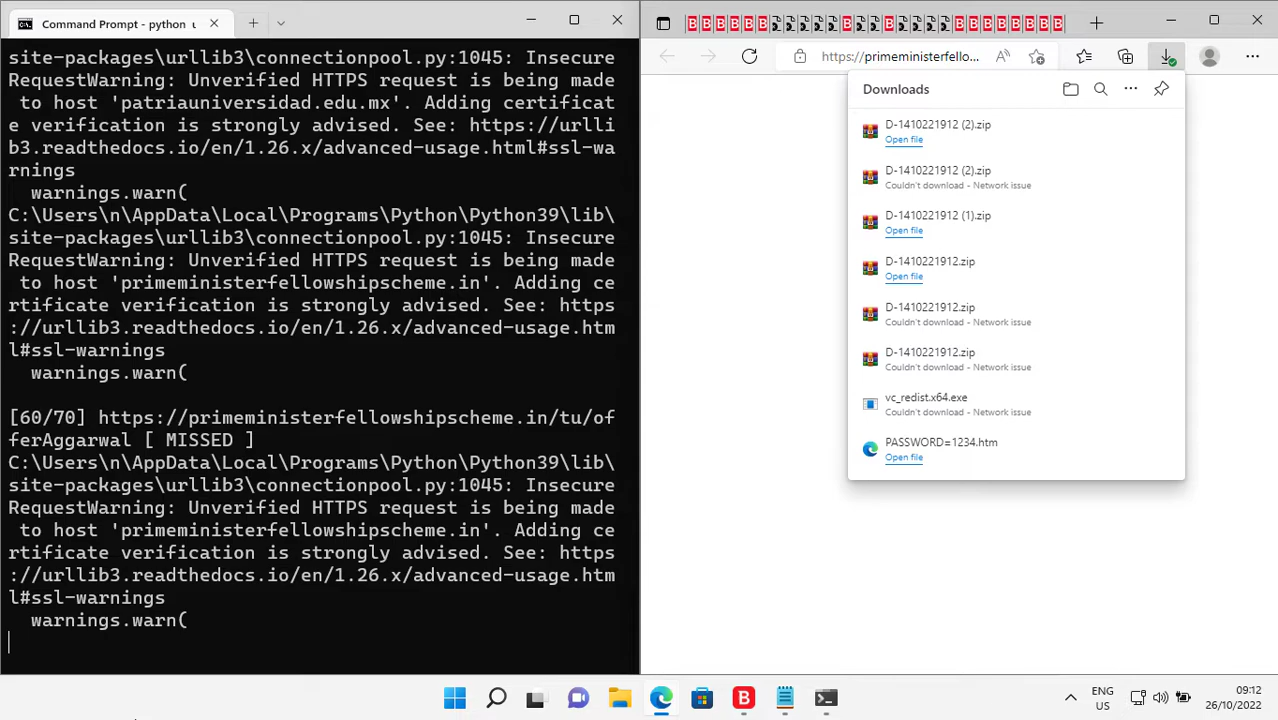 Command Prompt - python u
site-packages\urllib3\connectionpool.py:1045: Insecure
RequestWarning: Unverified HTTPS request is being made
to host 'patriauniversidad.edu.mx'. Adding certificat
e verification is strongly advised. See: https://urlli
b3.readthedocs.io/en/1.26.x/advanced-usage.html#ssl-wa
rnings
warnings.warn(
C:\Users\n\AppData\Local\Programs\Python\Python39\lib\
site-packages\urllib3\connectionpool.py:1045: Insecure
RequestWarning: Unverified HTTPS request is being made
to host 'primeministerfellowshipscheme.in'. Adding ce
rtificate verification is strongly advised. See: https
://urllib3.readthedocs.io/en/1.26.x/advanced-usage.htm
l#ssl-warnings
warnings.warn(
[60/70] https://primeministerfellowshipscheme.in/tu/of
ferAggarwal [ MISSED ]
C:\Users\n\AppData\Local\Programs\Python\Python39\lib\
site-packages\urllib3\connectionpool.py:1045: Insecure
RequestWarning: Unverified HTTPS request is being made
to host 'primeministerfellowshipscheme.in'. Adding ce
rtificate verification is strongly advised. See: https
://urllib3.readthedocs.io/en/1.26.x/advanced-usage.htm
l#ssl-warnings
warnings.warn(
https://primeministerfello...
Downloads
D-1410221912 (2).zip
Open file
D-1410221912 (2).zip
Couldn't download - Network issue
D-1410221912 (1).zip
Open file
D-1410221912.zip
Open file
D-1410221912.zip
Couldn't download - Network issue
D-1410221912.zip
Couldn't download - Network issue
vc_redist.x64.exe
Couldn't download - Network issue
PASSWORD=1234.htm
Open file
ENG
US
09:12
26/10/2022